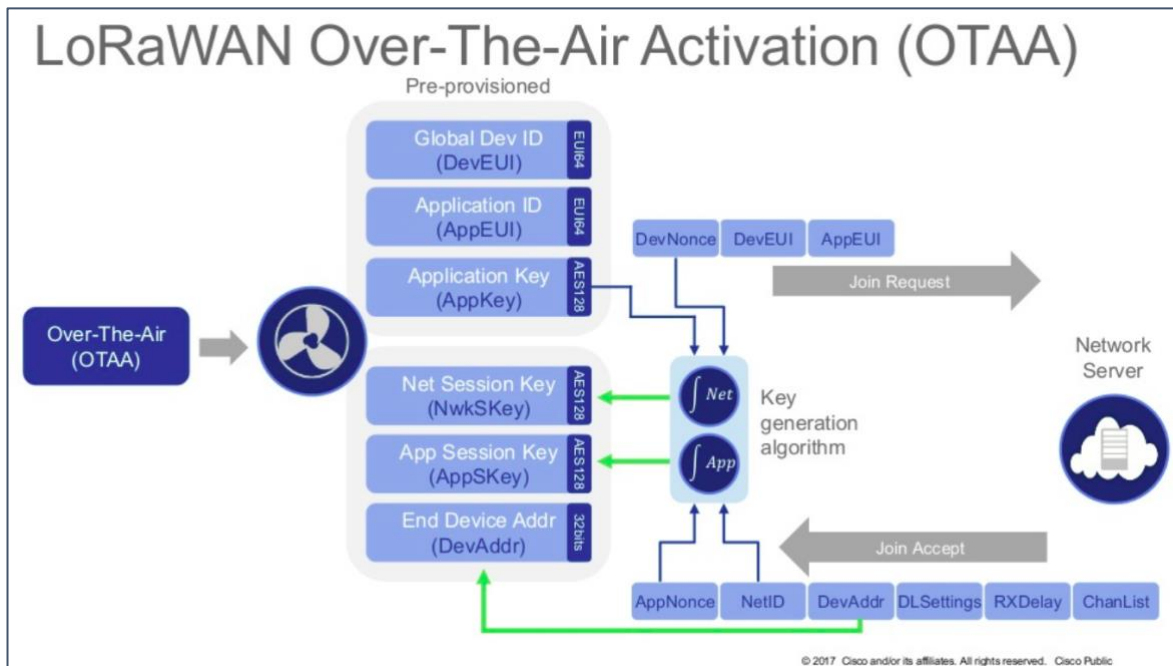 LoRaWAN Over-The-Air Activation (OTAA)
Pre-provisioned
Global Dev ID
(DevEUI)
EUI64
Application ID
(AppEUI)
EUI64
Application Key
(AppKey)
AES128
Over-The-Air
(OTAA)
Net Session Key
(NwkSKey)
AES128
App Session Key
(AppSKey)
AES128
End Device Addr
(DevAddr)
32bits
DevNonce DevEUI AppEUI
Join Request
∫ Net
∫ App
Key
generation
algorithm
Network
Server
Join Accept
AppNonce NetID DevAddr DLSettings RXDelay ChanList
© 2017 Cisco and/or its affiliates. All rights reserved. Cisco Public